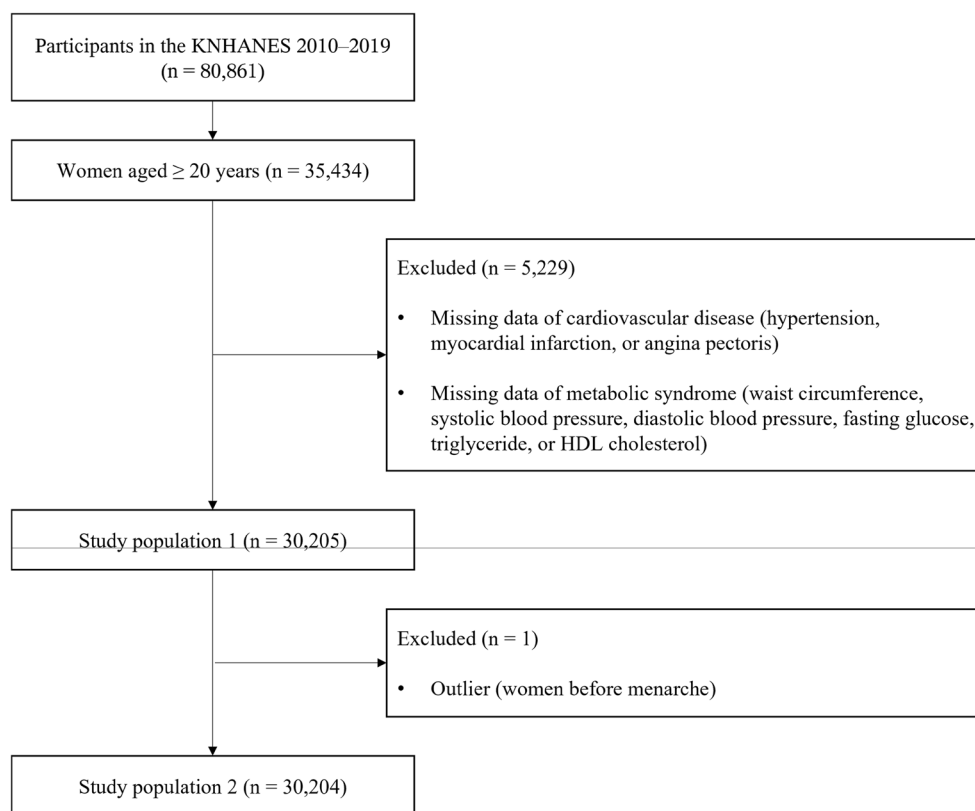 Participants in the KNHANES 2010–2019
(n = 80,861)
Women aged ≥ 20 years (n = 35,434)
Excluded (n = 5,229)
• Missing data of cardiovascular disease (hypertension,
myocardial infarction, or angina pectoris)
• Missing data of metabolic syndrome (waist circumference,
systolic blood pressure, diastolic blood pressure, fasting glucose,
triglyceride, or HDL cholesterol)
Study population 1 (n = 30,205)
Excluded (n = 1)
• Outlier (women before menarche)
Study population 2 (n = 30,204)